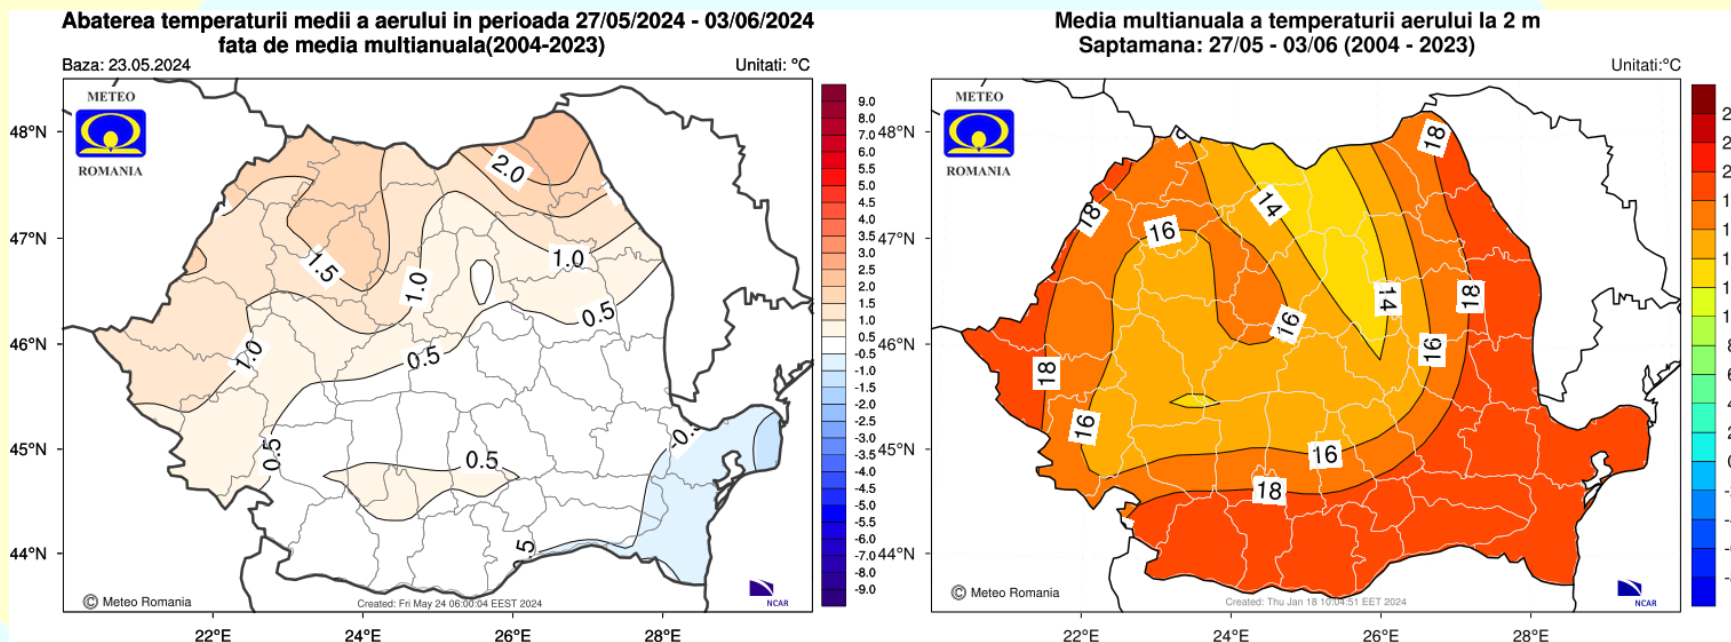 Abaterea temperaturii medii a aerului in perioada 27/05/2024 - 03/06/2024
fata de media multianuala(2004-2023)
Baza: 23.05.2024
Unitati: °C
METEO
ROMANIA
48°N
47°N
46°N
45°N
44°N
2.0
1.5
1.0
1.0
0.5
1.0
0.5
0.5
0.5
9.0
8.0
7.0
6.0
5.5
5.0
4.5
4.0
3.5
3.0
2.5
2.0
1.5
1.0
0.5
-0.5
-1.0
-1.5
-2.0
-2.5
-3.0
-3.5
-4.0
-4.5
-5.0
-5.5
-6.0
-7.0
-8.0
-9.0
© Meteo Romania
Created: Fri May 24 06:00:04 EEST 2024
NCAR
22°E
24°E
26°E
28°E
Media multianuala a temperaturii aerului la 2 m
Saptamana: 27/05 - 03/06 (2004 - 2023)
Unitati:°C
METEO
ROMANIA
48°N
47°N
46°N
45°N
44°N
18
14
18
16
14
18
16
16
18
16
16
18
8
6
4
2
0
© Meteo Romania
Created: Thu Jan 18 10:04:51 EET 2024
NCAR
22°E
24°E
26°E
28°E